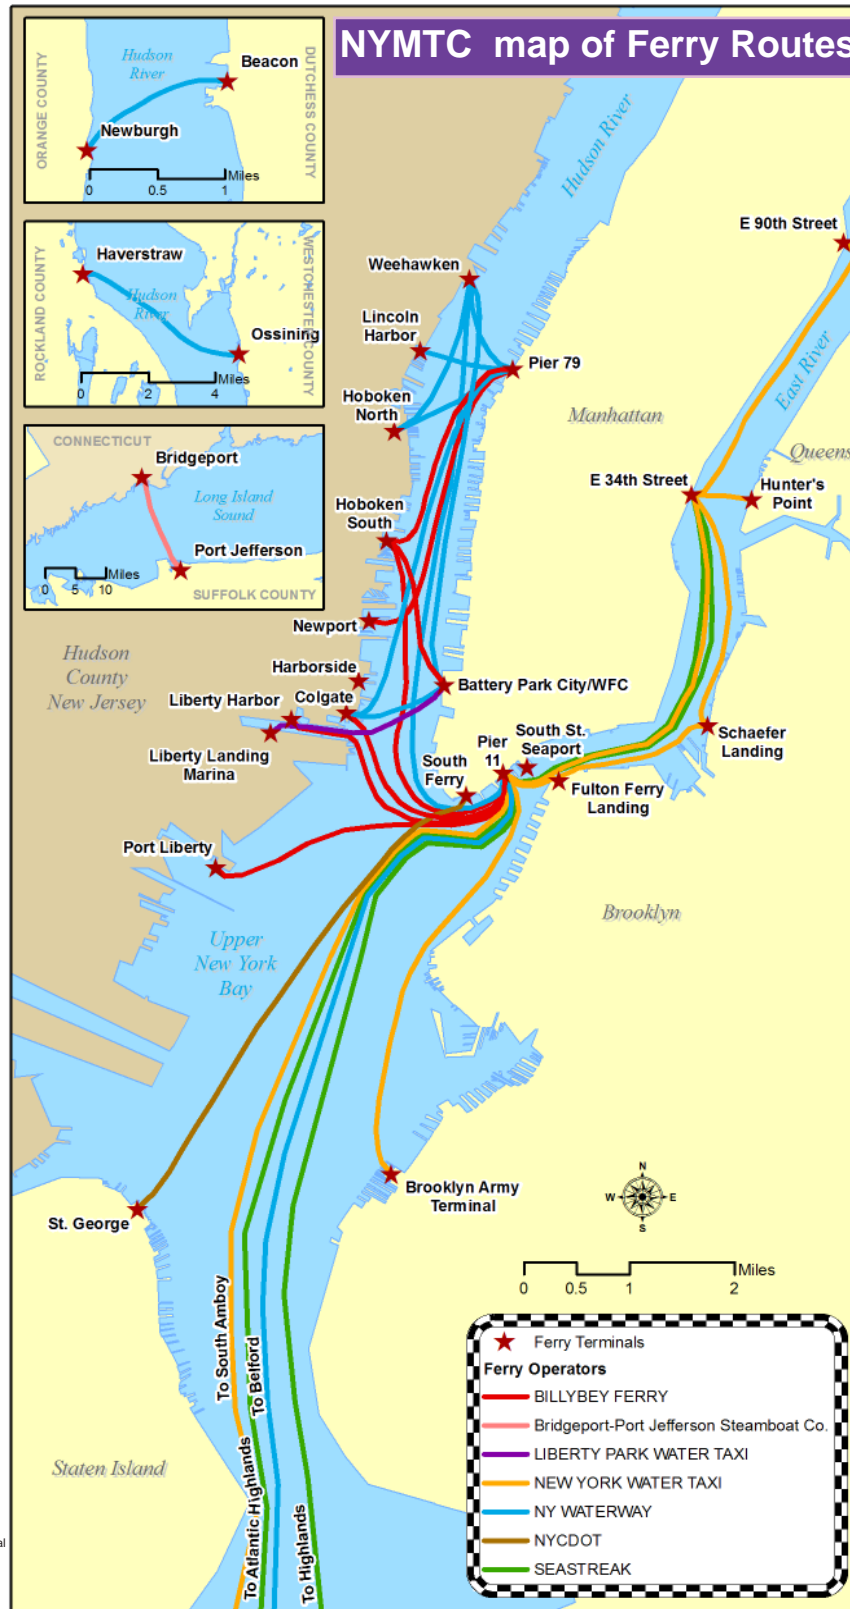 NYMTC map of Ferry Routes
Hudson
River
Beacon
ORANGE COUNTY
DUTCHESS COUNTY
Newburgh
Miles
0 0.5 1
Haverstraw
ROCKLAND COUNTY
WESTCHESTER COUNTY
Hudson
River
Ossining
Miles
0 2 4
CONNECTICUT
Bridgeport
Long Island
Sound
Port Jefferson
Miles
0 5 10
SUFFOLK COUNTY
Hudson River
E 90th Street
Weehawken
Lincoln
Harbor
Pier 79
East River
Hoboken
North
Manhattan
Queens
E 34th Street
Hunter's
Point
Hoboken
South
Newport
Hudson
County
New Jersey
Harborside
Battery Park City/WFC
Liberty Harbor
Colgate
Liberty Landing
Marina
South
Ferry
Pier
11
South St.
Seaport
Schaefer
Landing
Fulton Ferry
Landing
Port Liberty
Brooklyn
Upper
New York
Bay
Brooklyn Army
Terminal
St. George
N
W E
S
Miles
0 0.5 1 2
To South Amboy
To Belford
To Atlantic Highlands
To Highlands
Staten Island
Ferry Terminals
Ferry Operators
BILLYBEY FERRY
Bridgeport-Port Jefferson Steamboat Co.
LIBERTY PARK WATER TAXI
NEW YORK WATER TAXI
NY WATERWAY
NYCDOT
SEASTREAK
al